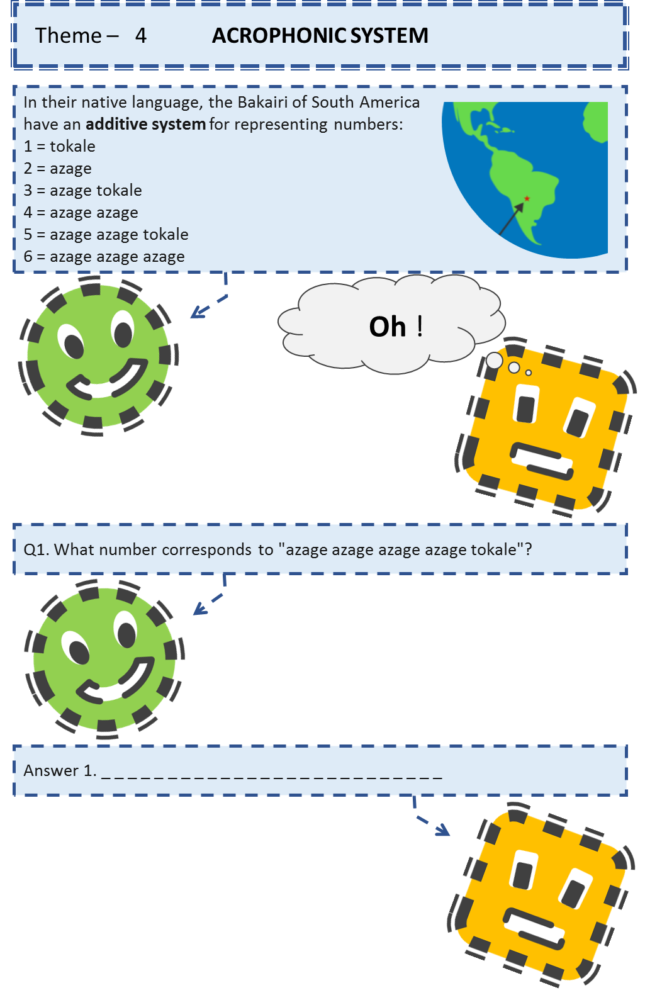 Theme – 4 ACROPHONIC SYSTEM
In their native language, the Bakairi of South America
have an additive system for representing numbers:
1 = tokale
2 = azage
3 = azage tokale
4 = azage azage
5 = azage azage tokale
6 = azage azage azage
Oh !
Q1. What number corresponds to "azage azage azage azage tokale"?
Answer 1. _ _ _ _ _ _ _ _ _ _ _ _ _ _ _ _ _ _ _ _ _ _ _ _ _ _